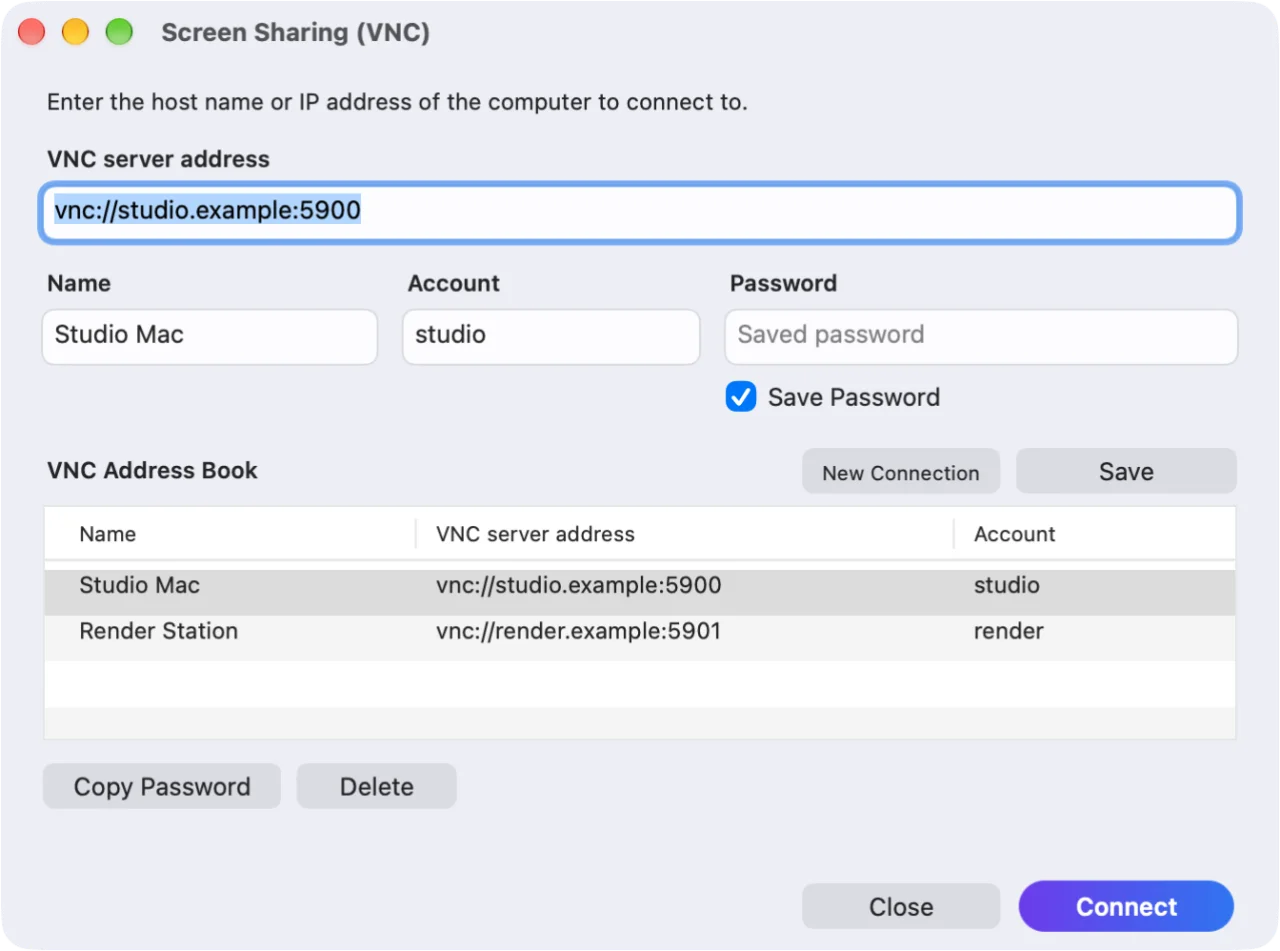 Screen Sharing (VNC)
Enter the host name or IP address of the computer to connect to.
VNC server address
vnc://studio.example:5900
Name Account Password
Studio Mac studio Saved password
Save Password
VNC Address Book New Connection Save
Name VNC server address Account
Studio Mac vnc://studio.example:5900 studio
Render Station vnc://render.example:5901 render
Copy Password Delete
Close Connect